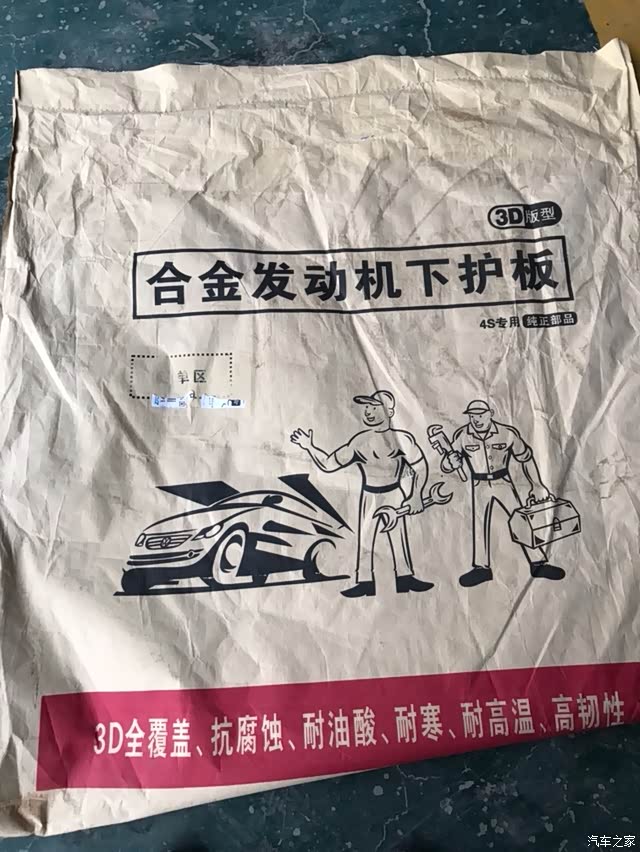 3D版型
合金发动机下护板
4S专用 纯正部品
单区
3D全覆盖、抗腐蚀、耐油酸、耐寒、耐高温、高韧性
汽车之家